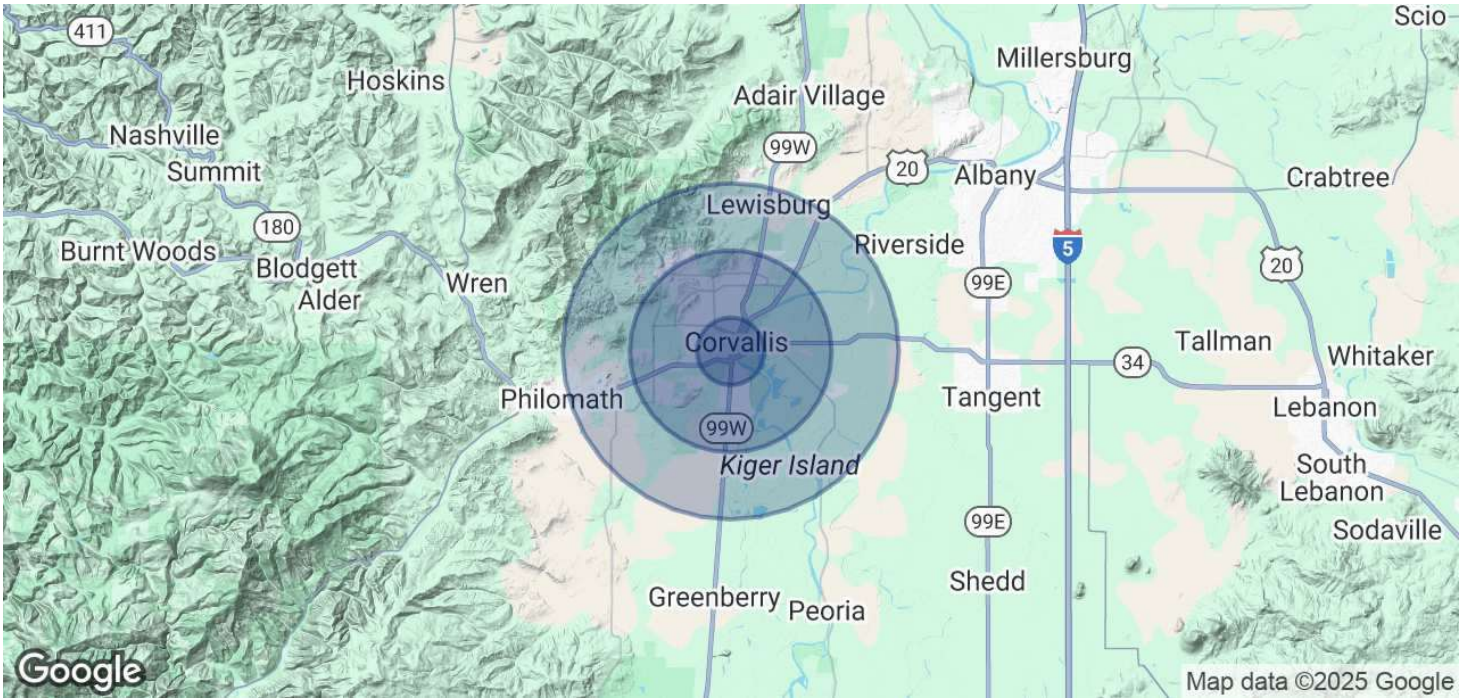 Scio
411
Millersburg
Hoskins
Adair Village
Nashville
99W
20
Summit
Albany
Crabtree
Lewisburg
180
Riverside
5
Burnt Woods
Blodgett
20
Wren
99E
Alder
Corvallis
Tallman
Whitaker
34
Philomath
Tangent
Lebanon
99W
Kiger Island
South
Lebanon
99E
Sodaville
Shedd
Greenberry
Peoria
Google
Map data ©2025 Google